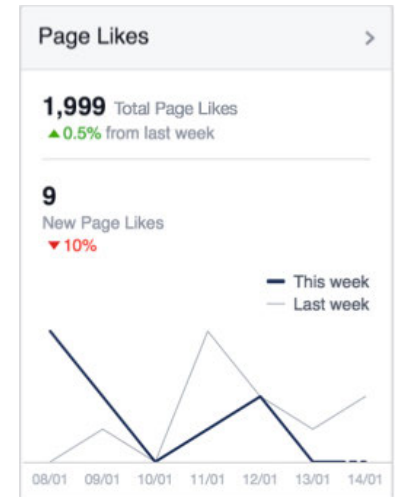 Page Likes >
1,999 Total Page Likes
▲0.5% from last week
9
New Page Likes
▼10%
This week
Last week
08/01 09/01 10/01 11/01 12/01 13/01 14/01